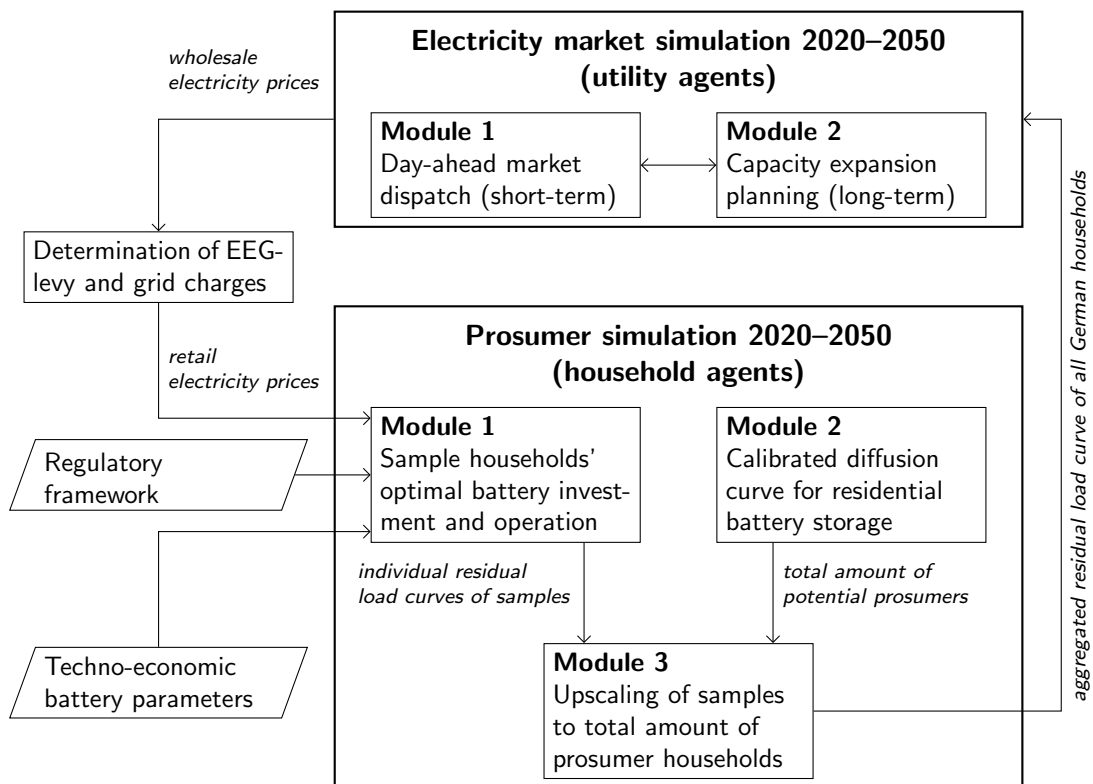 Electricity market simulation 2020–2050
(utility agents)
wholesale
electricity prices
Module 1
Day-ahead market
dispatch (short-term)
Module 2
Capacity expansion
planning (long-term)
Determination of EEG-
levy and grid charges
aggregated residual load curve of all German households
retail
electricity prices
Prosumer simulation 2020–2050
(household agents)
Regulatory
framework
Module 1
Sample households’
optimal battery invest-
ment and operation
Module 2
Calibrated diffusion
curve for residential
battery storage
individual residual
load curves of samples
total amount of
potential prosumers
Techno-economic
battery parameters
Module 3
Upscaling of samples
to total amount of
prosumer households